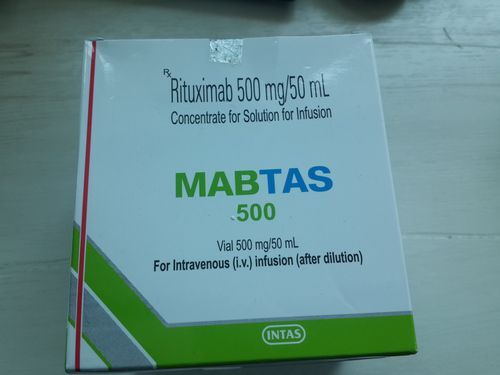 Rx
Rituximab 500 mg/50 mL
Concentrate for Solution for Infusion
MABTAS
500
Vial 500 mg/50 mL
For Intravenous (i.v.) infusion (after dilution)
INTAS